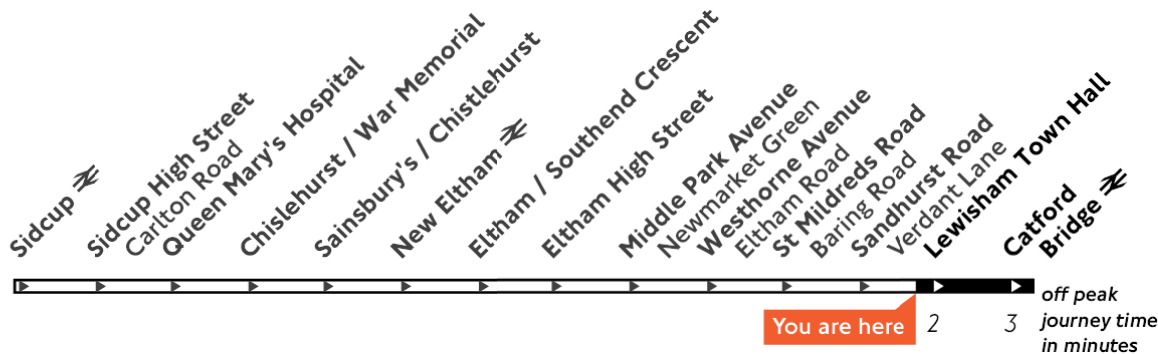 Sidcup
Sidcup High Street
Carlton Road
Queen Mary's Hospital
Chislehurst / War Memorial
Sainsbury's / Chistlehurst
New Eltham
Eltham / Southend Crescent
Eltham High Street
Middle Park Avenue
Newmarket Green
Westhorne Avenue
Eltham Road
St Mildreds Road
Baring Road
Sandhurst Road
Verdant Lane
Lewisham Town Hall
Catford
Bridge
You are here
2
3
off peak
journey time
in minutes